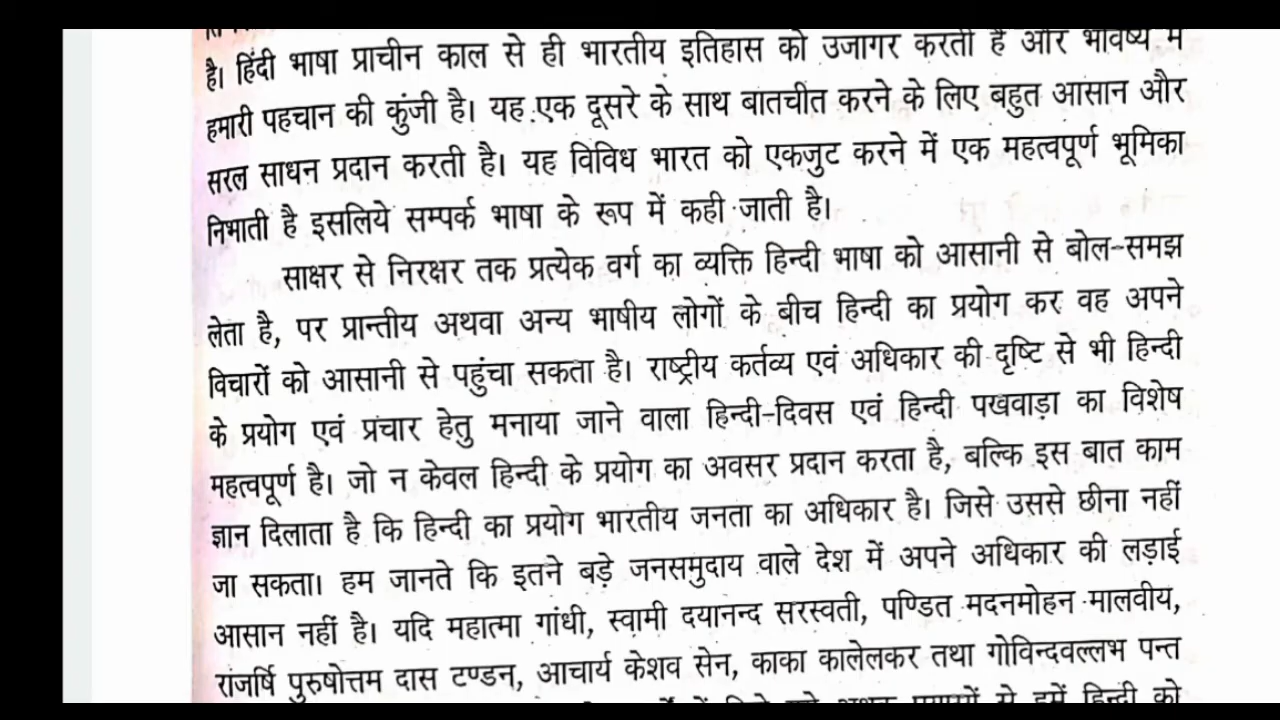 है। हिंदी भाषा प्राचीन काल से ही भारतीय इतिहास को उजागर करती है और भविष्य में
हमारी पहचान की कुंजी है। यह एक दूसरे के साथ बातचीत करने के लिए बहुत आसान और
सरल साधन प्रदान करती है। यह विविध भारत को एकजुट करने में एक महत्वपूर्ण भूमिका
निभाती है इसलिये सम्पर्क भाषा के रूप में कही जाती है।
साक्षर से निरक्षर तक प्रत्येक वर्ग का व्यक्ति हिन्दी भाषा को आसानी से बोल-समझ
लेता है, पर प्रान्तीय अथवा अन्य भाषीय लोगों के बीच हिन्दी का प्रयोग कर वह अपने
विचारों को आसानी से पहुंचा सकता है। राष्ट्रीय कर्तव्य एवं अधिकार की दृष्टि से भी हिन्दी
के प्रयोग एवं प्रचार हेतु मनाया जाने वाला हिन्दी-दिवस एवं हिन्दी पखवाड़ा का विशेष
महत्वपूर्ण है। जो न केवल हिन्दी के प्रयोग का अवसर प्रदान करता है, बल्कि इस बात काम
ज्ञान दिलाता है कि हिन्दी का प्रयोग भारतीय जनता का अधिकार है। जिसे उससे छीना नहीं
जा सकता। हम जानते कि इतने बड़े जनसमुदाय वाले देश में अपने अधिकार की लड़ाई
आसान नहीं है। यदि महात्मा गांधी, स्वामी दयानन्द सरस्वती, पण्डित मदनमोहन मालवीय,
राजर्षि पुरुषोत्तम दास टण्डन, आचार्य केशव सेन, काका कालेलकर तथा गोविन्दवल्लभ पन्त
से हमें हिन्दी को